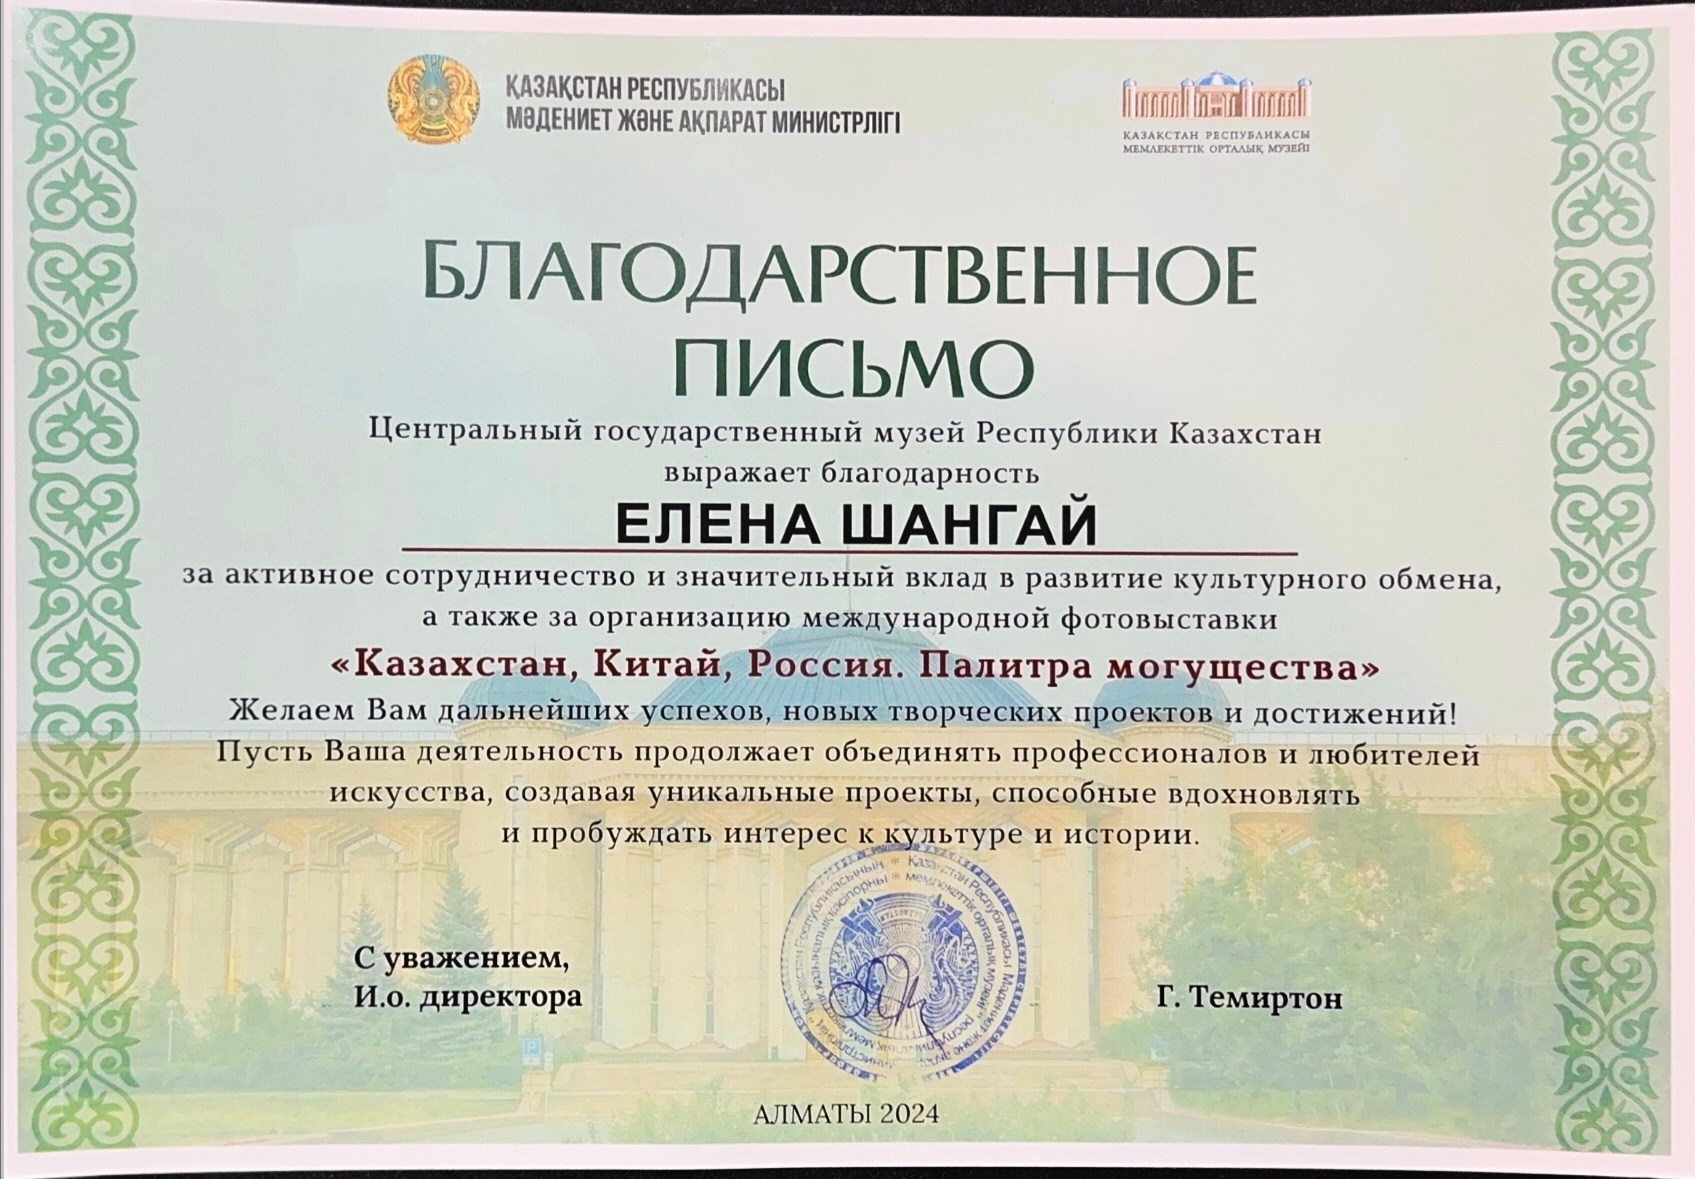 ҚАЗАҚСТАН РЕСПУБЛИКАСЫ
МӘДЕНИЕТ ЖӘНЕ АҚПАРАТ МИНИСТРЛІГІ
ҚАЗАҚСТАН РЕСПУБЛИКАСЫ
МЕМЛЕКЕТТІК ОРТАЛЫҚ МУЗЕЙІ
БЛАГОДАРСТВЕННОЕ
ПИСЬМО
Центральный государственный музей Республики Казахстан
выражает благодарность
ЕЛЕНА ШАНГАЙ
за активное сотрудничество и значительный вклад в развитие культурного обмена,
а также за организацию международной фотовыставки
«Казахстан, Китай, Россия. Палитра могущества»
Желаем Вам дальнейших успехов, новых творческих проектов и достижений!
Пусть Ваша деятельность продолжает объединять профессионалов и любителей
искусства, создавая уникальные проекты, способные вдохновлять
и пробуждать интерес к культуре и истории.
С уважением,
И.о. директора
Г. Темиртон
АЛМАТЫ 2024